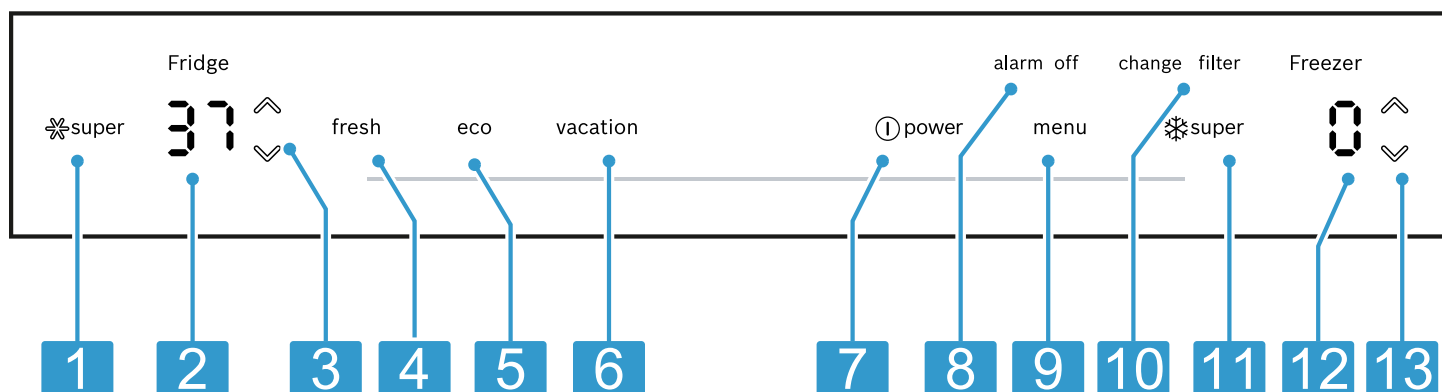 Fridge alarm off change filter Freezer
super 37 fresh eco vacation power menu super 0
1 2 3 4 5 6 7 8 9 10 11 12 13